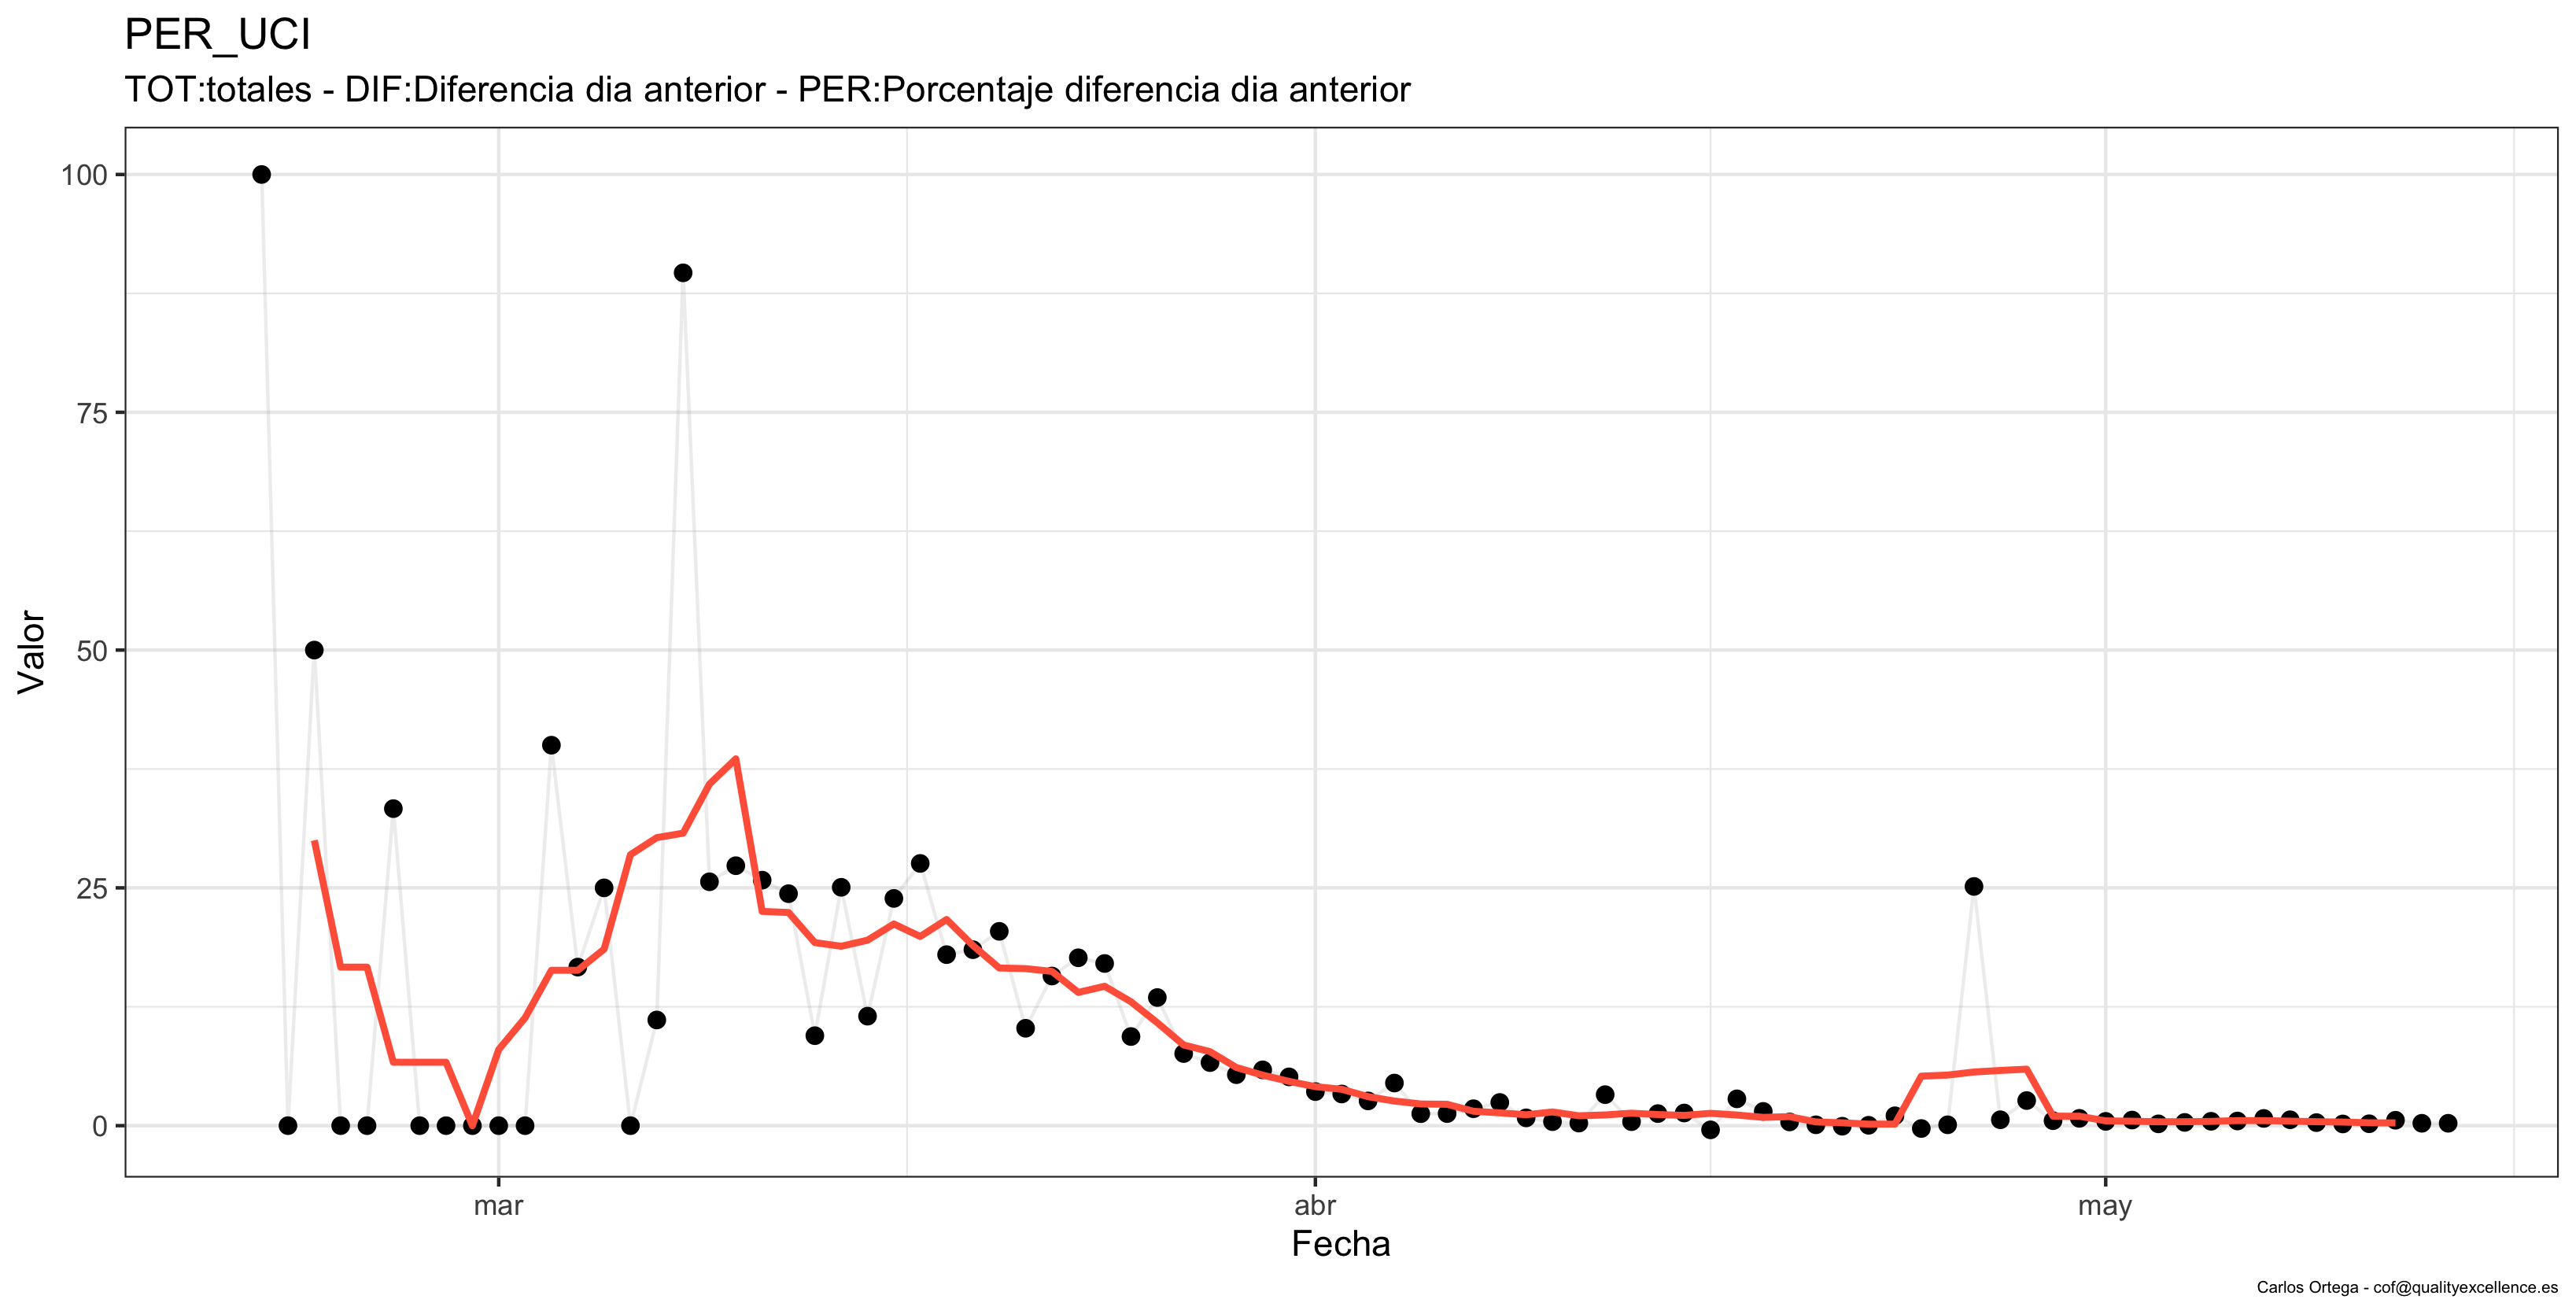 PER_UCI
TOT:totales - DIF:Diferencia dia anterior - PER:Porcentaje diferencia dia anterior
100
75
50
25
0
Valor
mar
abr
may
Fecha
Carlos Ortega - cof@qualityexcellence.es